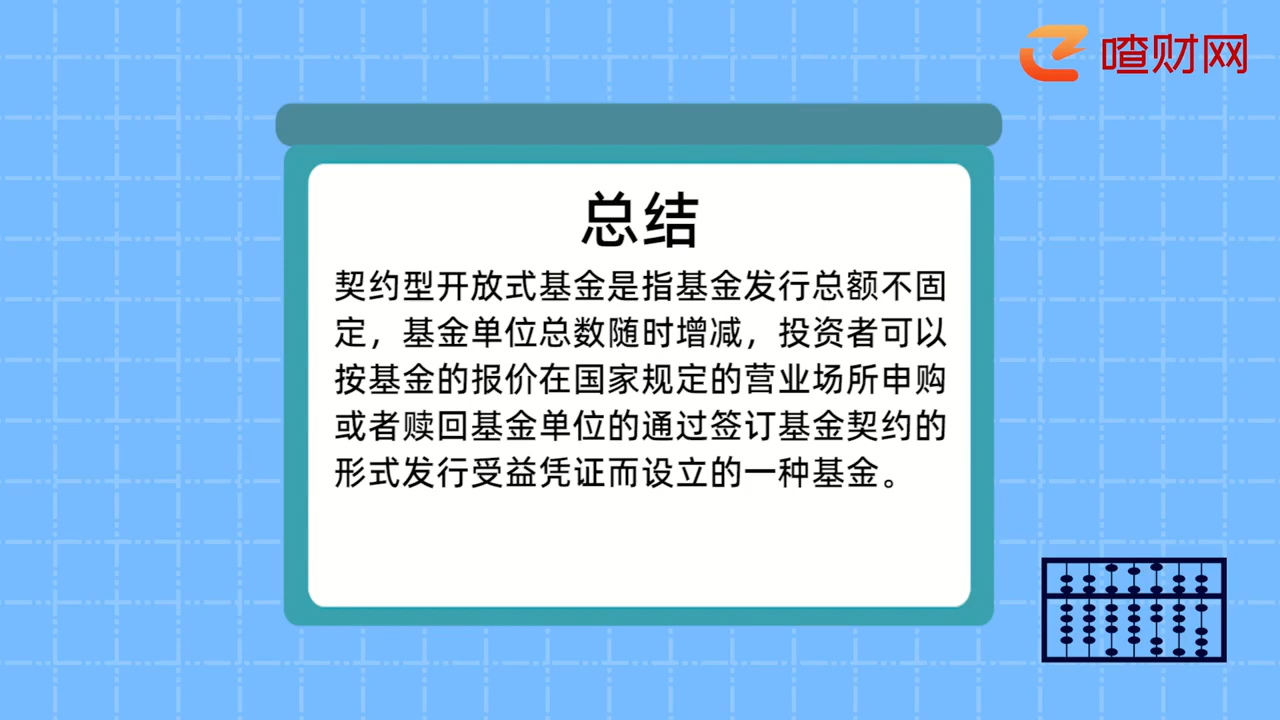 喳财网
总结
契约型开放式基金是指基金发行总额不固
定，基金单位总数随时增减，投资者可以
按基金的报价在国家规定的营业场所申购
或者赎回基金单位的通过签订基金契约的
形式发行受益凭证而设立的一种基金。